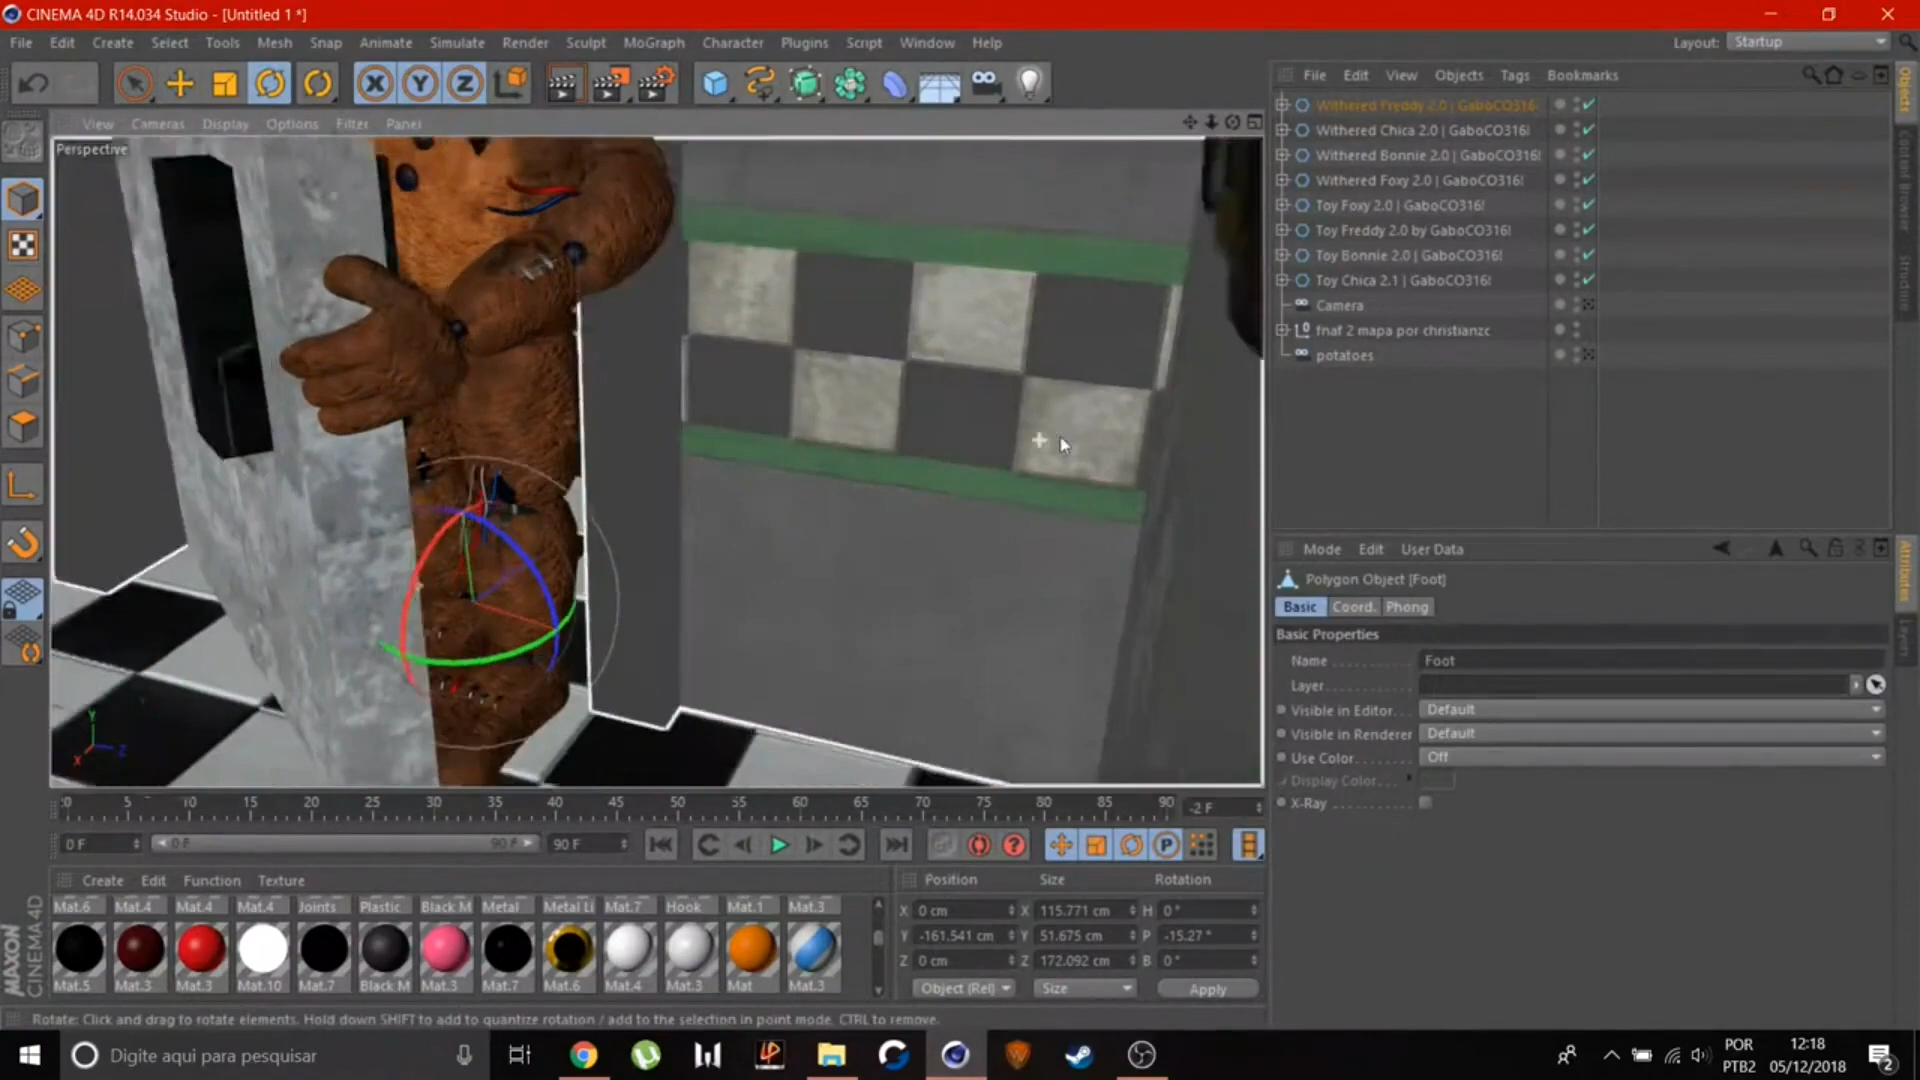 CINEMA 4D R14.034 Studio - [Untitled 1 *]
File Edit Create Select Tools Mesh Snap Animate Simulate Render Sculpt MoGraph Character Plugins Script Window Help
Layout: Startup
X Y Z
View Cameras Display Options Filter Panel
Perspective
File Edit View Objects Tags Bookmarks
Withered Freddy 2.0 | GaboCO316!
Withered Chica 2.0 | GaboCO316!
Withered Bonnie 2.0 | GaboCO316!
Withered Foxy 2.0 | GaboCO316!
Toy Foxy 2.0 | GaboCO316!
Toy Freddy 2.0 by GaboCO316!
Toy Bonnie 2.0 | GaboCO316!
Toy Chica 2.1 | GaboCO316!
Camera
fnaf 2 mapa por christianzc
potatoes
Objects
Content Browser
Structure
Mode Edit User Data
Polygon Object [Foot]
Basic Coord. Phong
Basic Properties
Name Foot
Layer
Visible in Editor Default
Visible in Renderer Default
Use Color Off
Display Color
X-Ray
Attributes
Layers
Y
Z
X
0 5 10 15 20 25 30 35 40 45 50 55 60 65 70 75 80 85 90 -2 F
0 F 0 F 90 F 90 F
Create Edit Function Texture
Mat.6 Mat.4 Mat.4 Mat.4 Joints Plastic Black M Metal Metal Li Mat.7 Hook Mat.1 Mat.3
Mat.5 Mat.3 Mat.3 Mat.10 Mat.7 Black M Mat.3 Mat.7 Mat.6 Mat.4 Mat.3 Mat Mat.3
Position Size Rotation
X 0 cm X 115.771 cm H 0 °
Y -161.541 cm Y 51.675 cm P -15.27 °
Z 0 cm Z 172.092 cm B 0 °
Object (Rel) Size Apply
MAXON
CINEMA 4D
Rotate: Click and drag to rotate elements. Hold down SHIFT to add to quantize rotation / add to the selection in point mode, CTRL to remove.
Digite aqui para pesquisar
POR
PTB2
12:18
05/12/2018
2